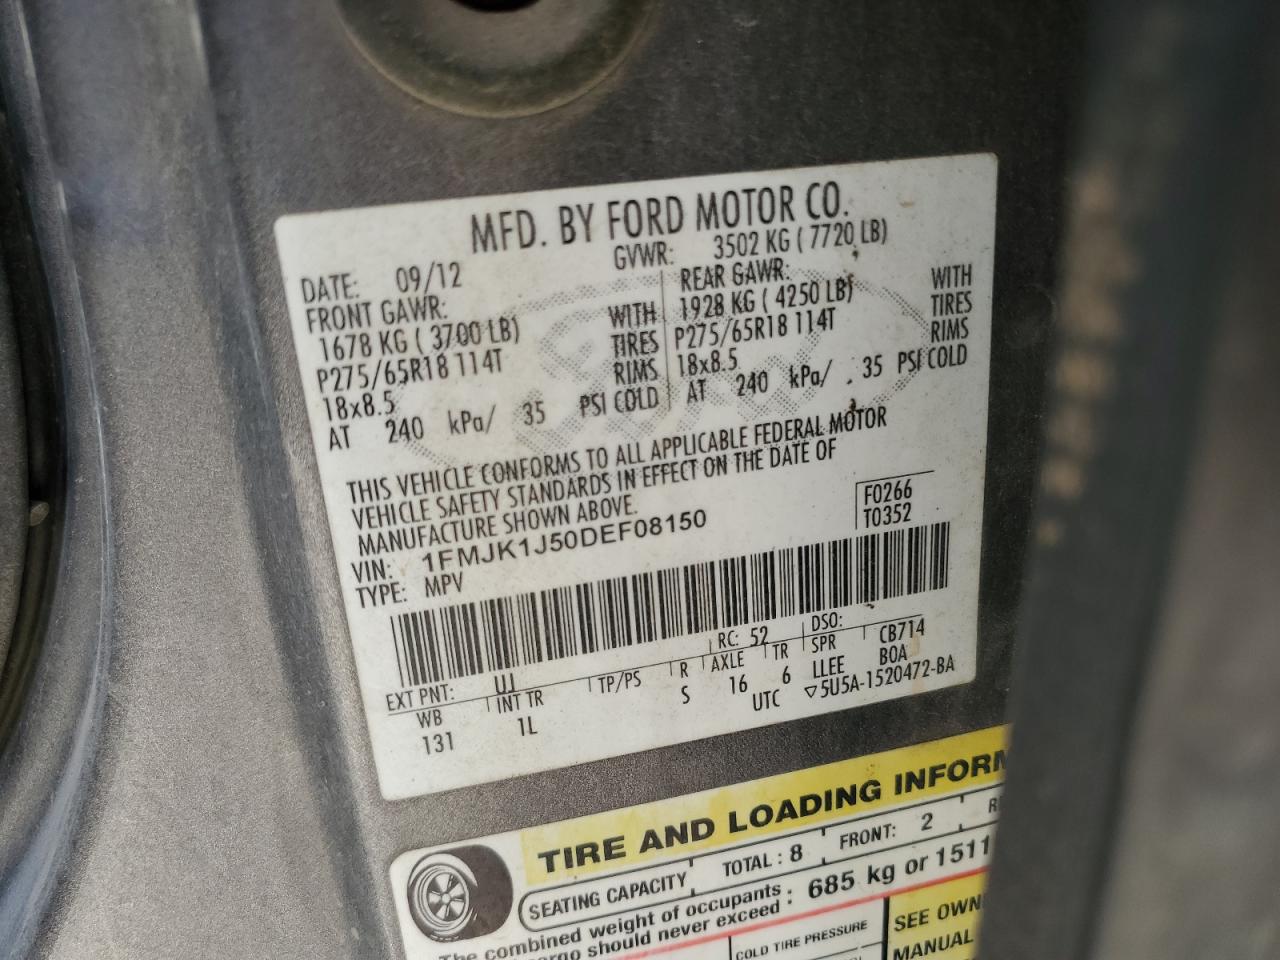 MFD. BY FORD MOTOR CO.
DATE: 09/12 GVWR: 3502 KG ( 7720 LB)
FRONT GAWR: REAR GAWR:
1678 KG ( 3700 LB) WITH 1928 KG ( 4250 LB) WITH
P275/65R18 114T TIRES P275/65R18 114T TIRES
18x8.5 RIMS 18x8.5 RIMS
AT 240 kPa/ 35 PSI COLD AT 240 kPa/ 35 PSI COLD
THIS VEHICLE CONFORMS TO ALL APPLICABLE FEDERAL MOTOR
VEHICLE SAFETY STANDARDS IN EFFECT ON THE DATE OF
MANUFACTURE SHOWN ABOVE.
F0266
T0352
VIN: 1FMJK1J50DEF08150
TYPE: MPV
EXT PNT: UJ RC: 52 DSO:
WB INT TR TP/PS R AXLE TR SPR CB714
131 1L S 16 6 LLEE BOA
UTC ▽5U5A-1520472-BA
TIRE AND LOADING INFORM
SEATING CAPACITY TOTAL : 8 FRONT: 2 R
The combined weight of occupants
cargo should never exceed : 685 kg or 1511
COLD TIRE PRESSURE
SEE OWN
MANUAL